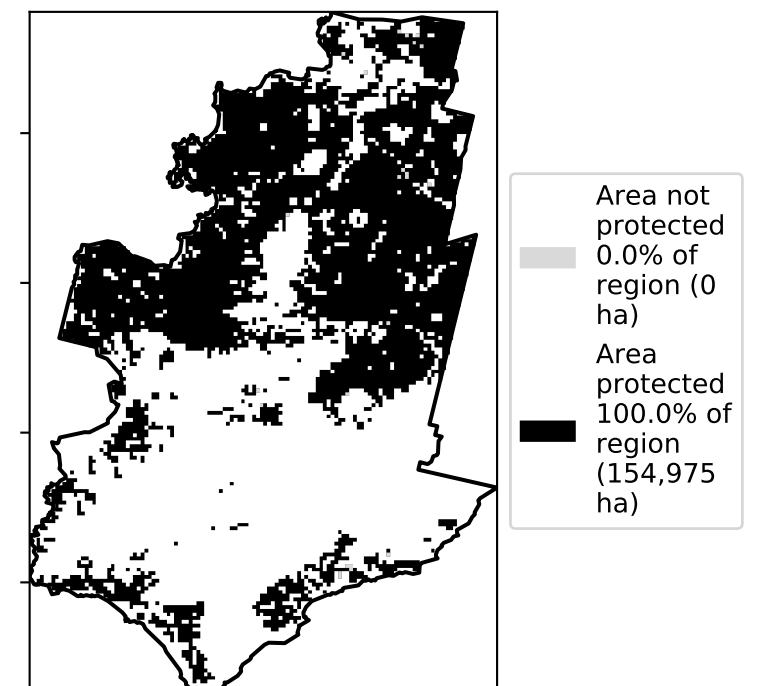 Area not
protected
0.0% of
region (0
ha)
Area
protected
100.0% of
region
(154,975
ha)